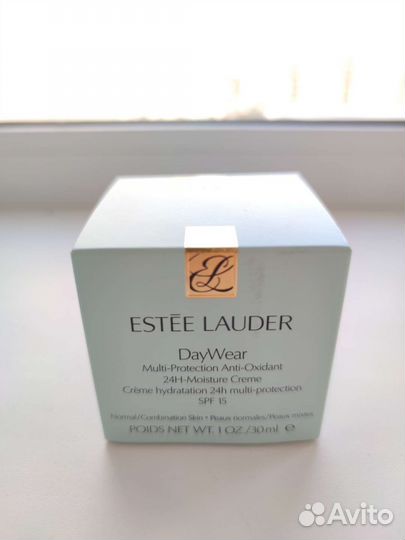 EL
ESTĒE LAUDER
DayWear
Multi-Protection Anti-Oxidant
24H-Moisture Creme
Crème hydratation 24h multi-protection
SPF 15
Normal/Combination Skin • Peaux normales/Peaux mixtes
POIDS NET WT. 1 OZ./30 ml ℮
Avito